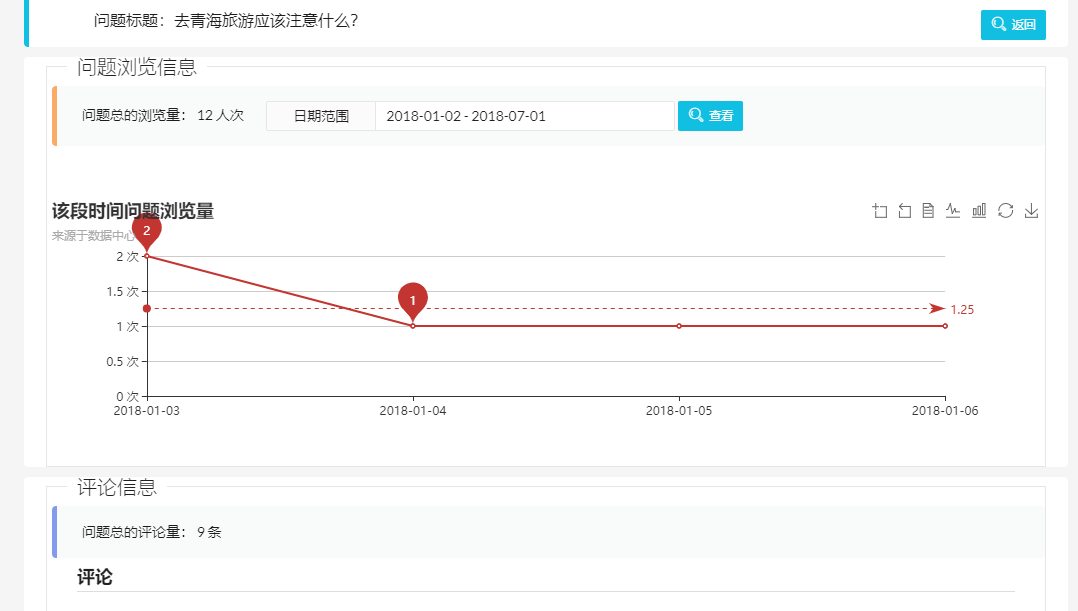 问题标题：去青海旅游应该注意什么？
返回
问题浏览信息
问题总的浏览量： 12 人次
日期范围
2018-01-02 - 2018-07-01
查看
该段时间问题浏览量
来源于数据中心
2
2 次
1.5 次
1
1.25
1 次
0.5 次
0 次
2018-01-03 2018-01-04 2018-01-05 2018-01-06
评论信息
问题总的评论量： 9 条
评论